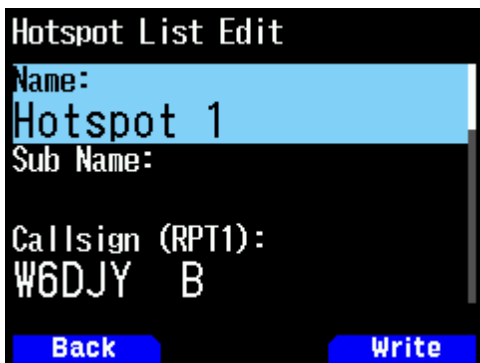 Hotspot List Edit
Name:
Hotspot 1
Sub Name:
Callsign (RPT1):
W6DJY  B
Back Write